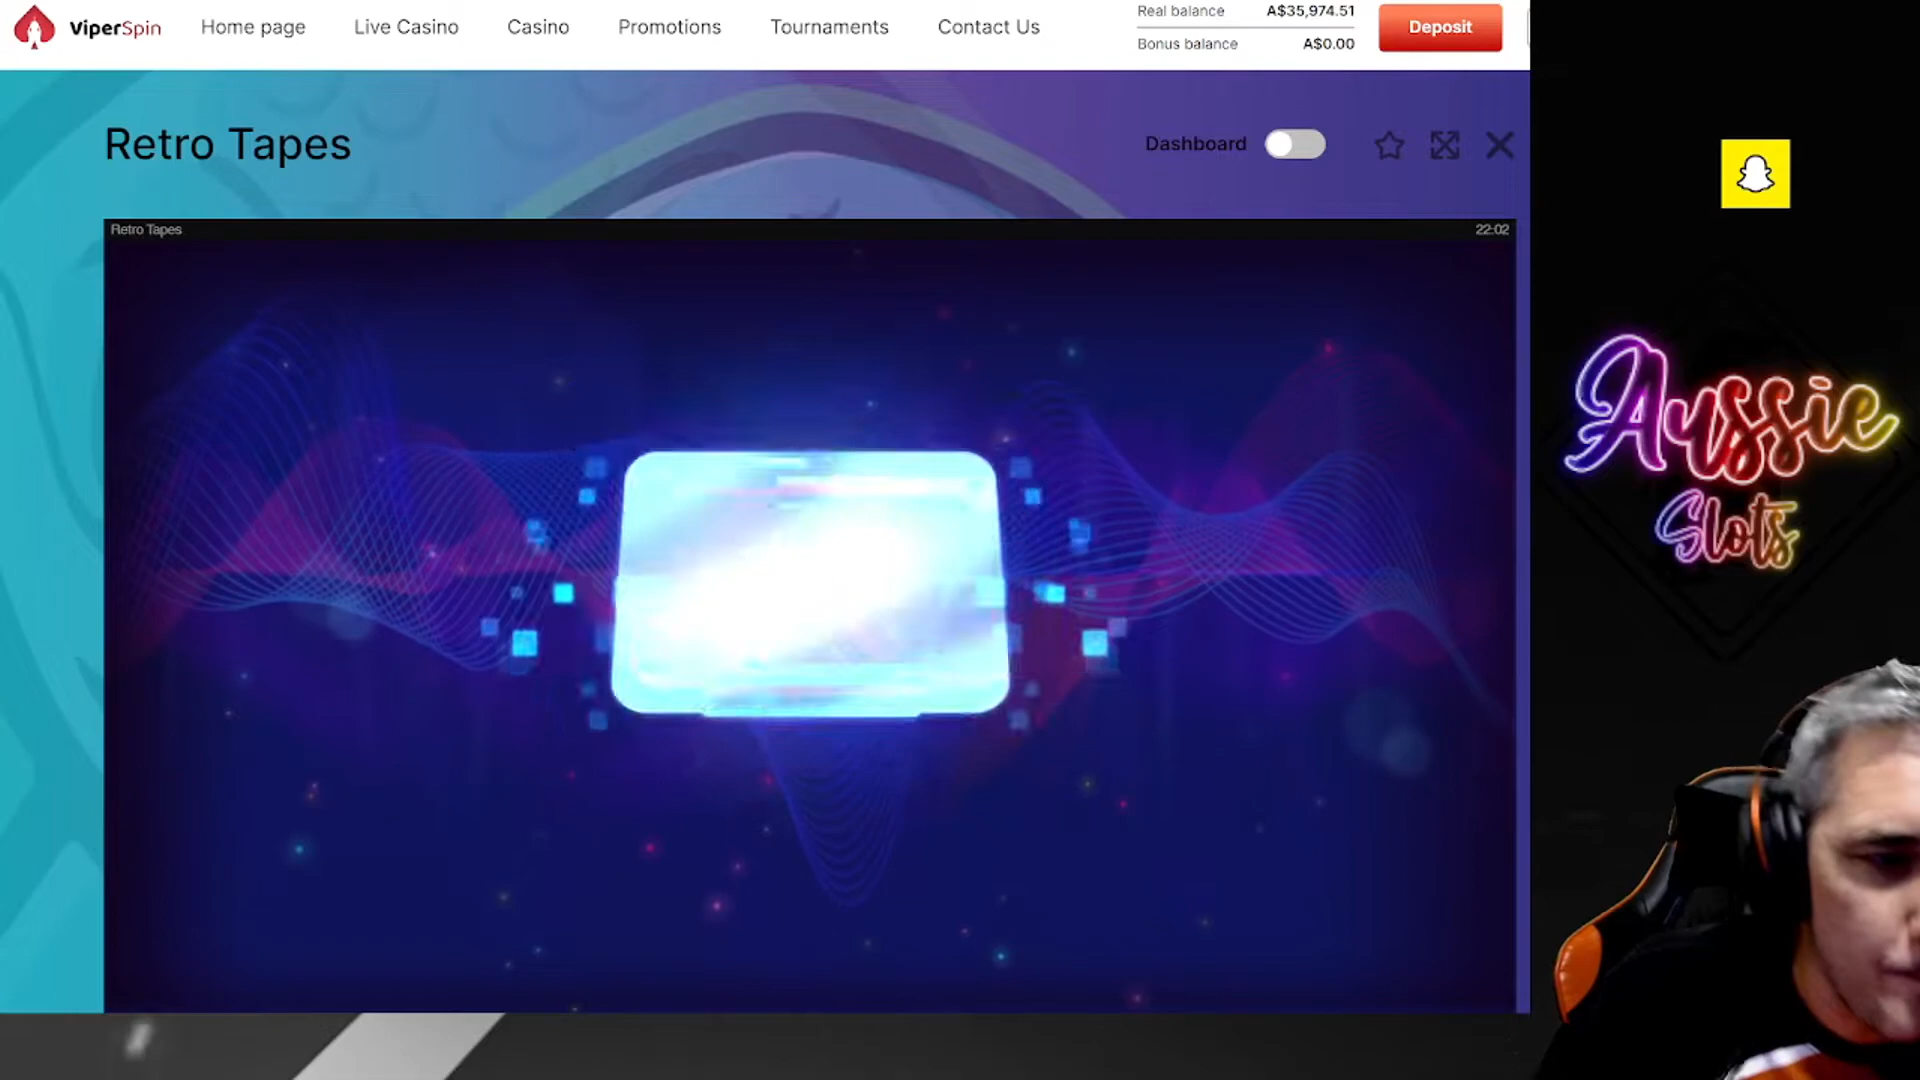 ViperSpin Home page Live Casino Casino Promotions Tournaments Contact Us
Real balance A$35,974.51
Bonus balance A$0.00
Deposit
Retro Tapes
Dashboard
Retro Tapes 22:02
Aussie
Slots